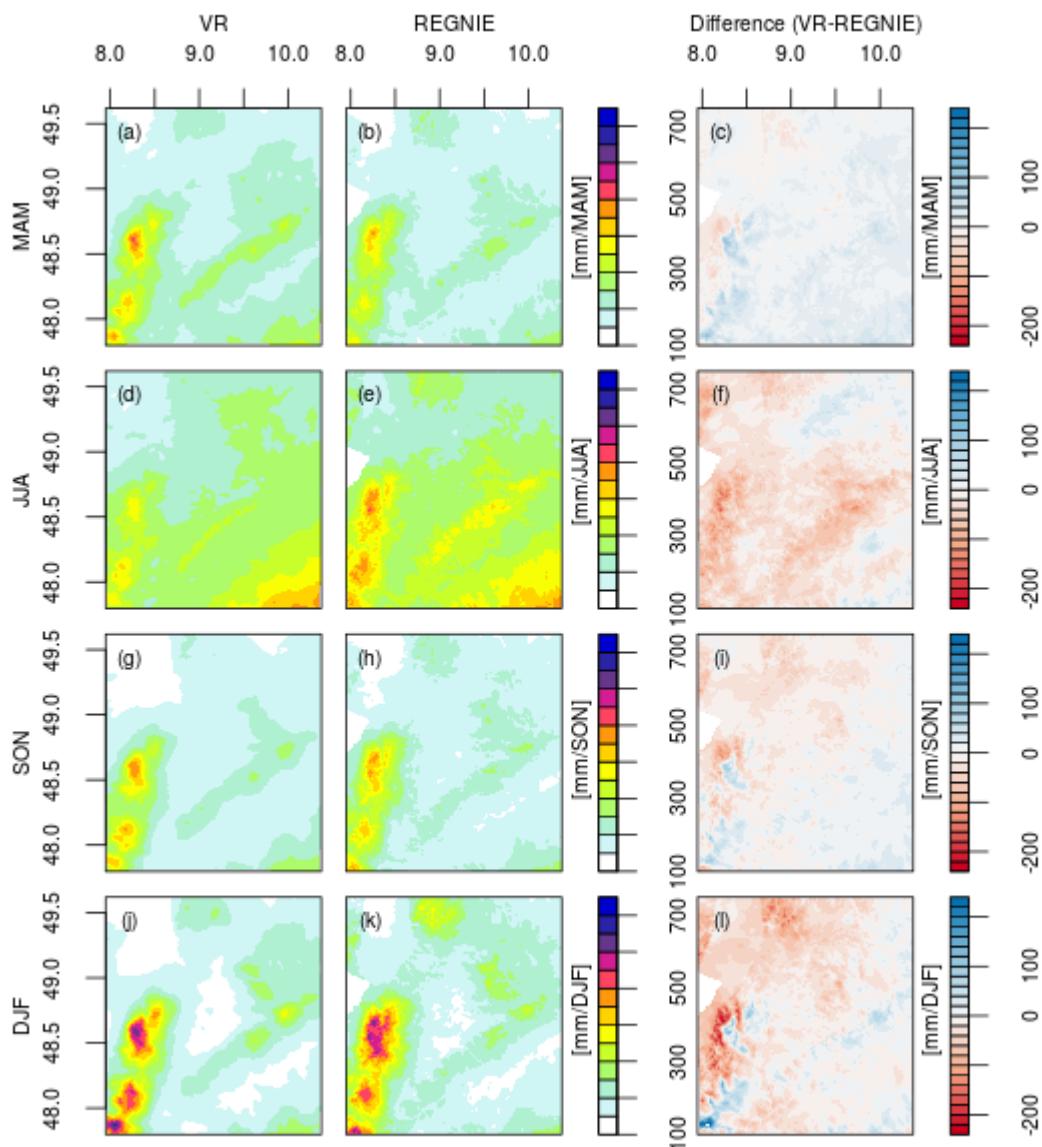 VR REGNIE Difference (VR-REGNIE)
8.0 9.0 10.0 8.0 9.0 10.0 8.0 9.0 10.0
MAM
48.0 48.5 49.0 49.5
(a) (b) (c)
[mm/MAM]
100 300 500 700
[mm/MAM]
-200 0 100
JJA
48.0 48.5 49.0 49.5
(d) (e) (f)
[mm/JJA]
100 300 500 700
[mm/JJA]
-200 0 100
SON
48.0 48.5 49.0 49.5
(g) (h) (i)
[mm/SON]
100 300 500 700
[mm/SON]
-200 0 100
DJF
48.0 48.5 49.0 49.5
(j) (k) (l)
[mm/DJF]
100 300 500 700
[mm/DJF]
-200 0 100